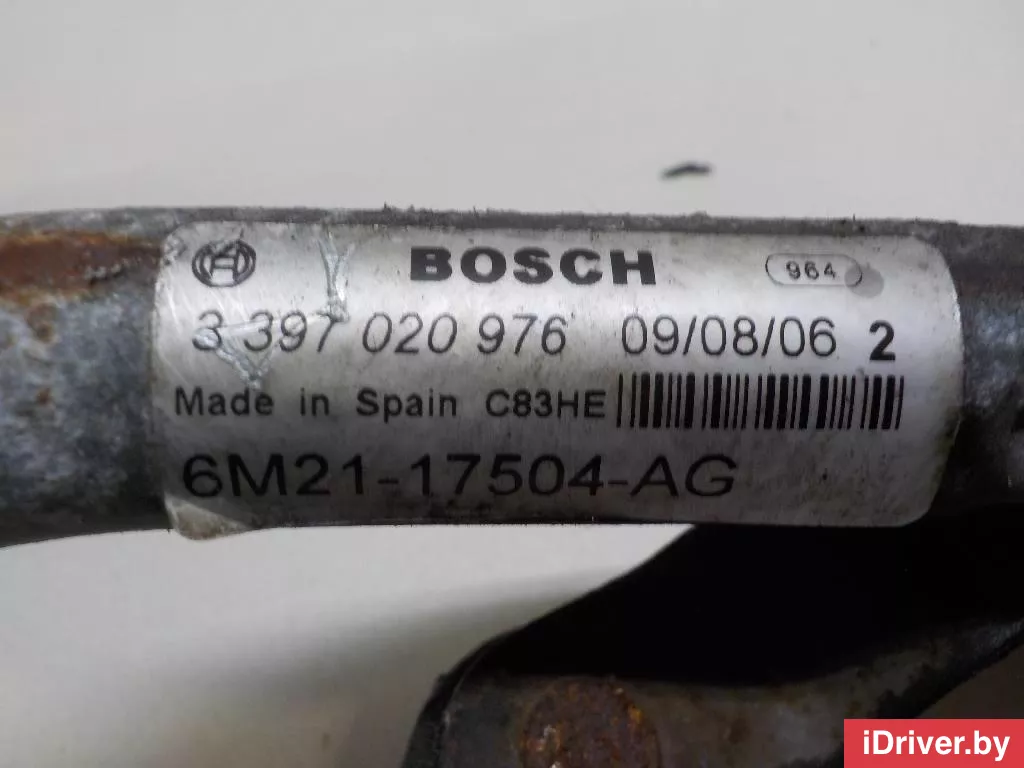 BOSCH 964
3 397 020 976 09/08/06 2
Made in Spain C83HE
6M21-17504-AG
iDriver.by